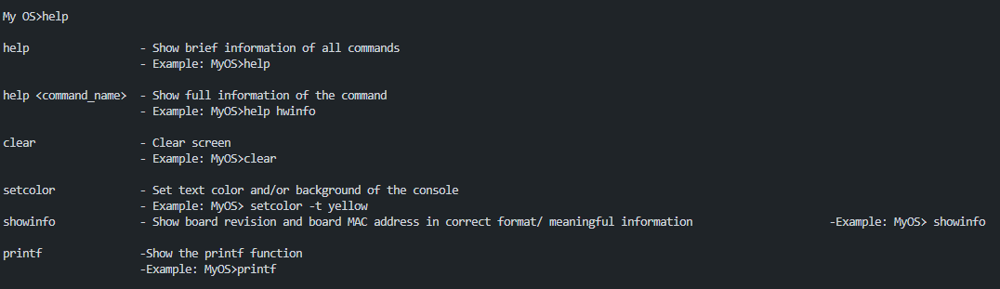 My OS>help
help - Show brief information of all commands
- Example: MyOS>help
help <command_name> - Show full information of the command
- Example: MyOS>help hwinfo
clear - Clear screen
- Example: MyOS>clear
setcolor - Set text color and/or background of the console
- Example: MyOS> setcolor -t yellow
showinfo - Show board revision and board MAC address in correct format/ meaningful information -Example: MyOS> showinfo
printf -Show the printf function
-Example: MyOS>printf